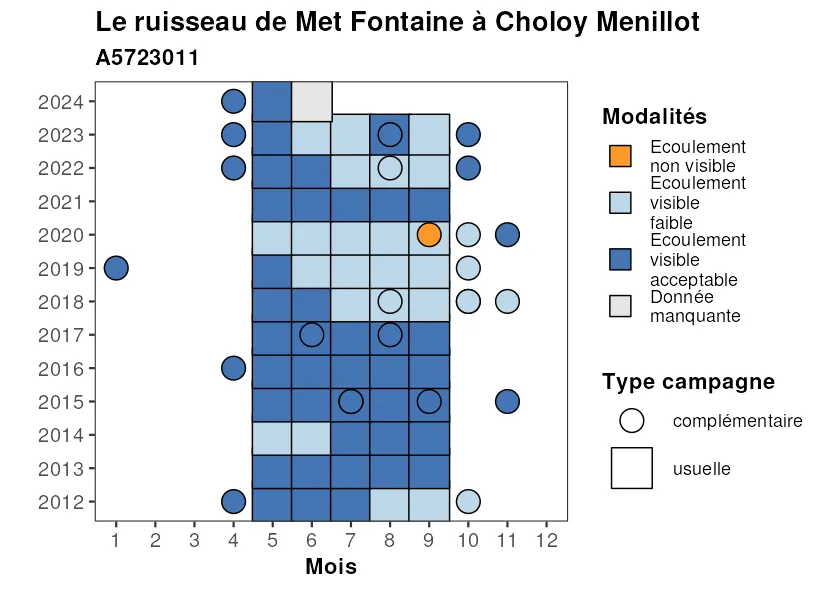 Le ruisseau de Met Fontaine à Choloy Menillot
A5723011
2024
2023
2022
2021
2020
2019
2018
2017
2016
2015
2014
2013
2012
1 2 3 4 5 6 7 8 9 10 11 12
Mois
Modalités
Ecoulement
non visible
Ecoulement
visible
faible
Ecoulement
visible
acceptable
Donnée
manquante
Type campagne
complémentaire
usuelle